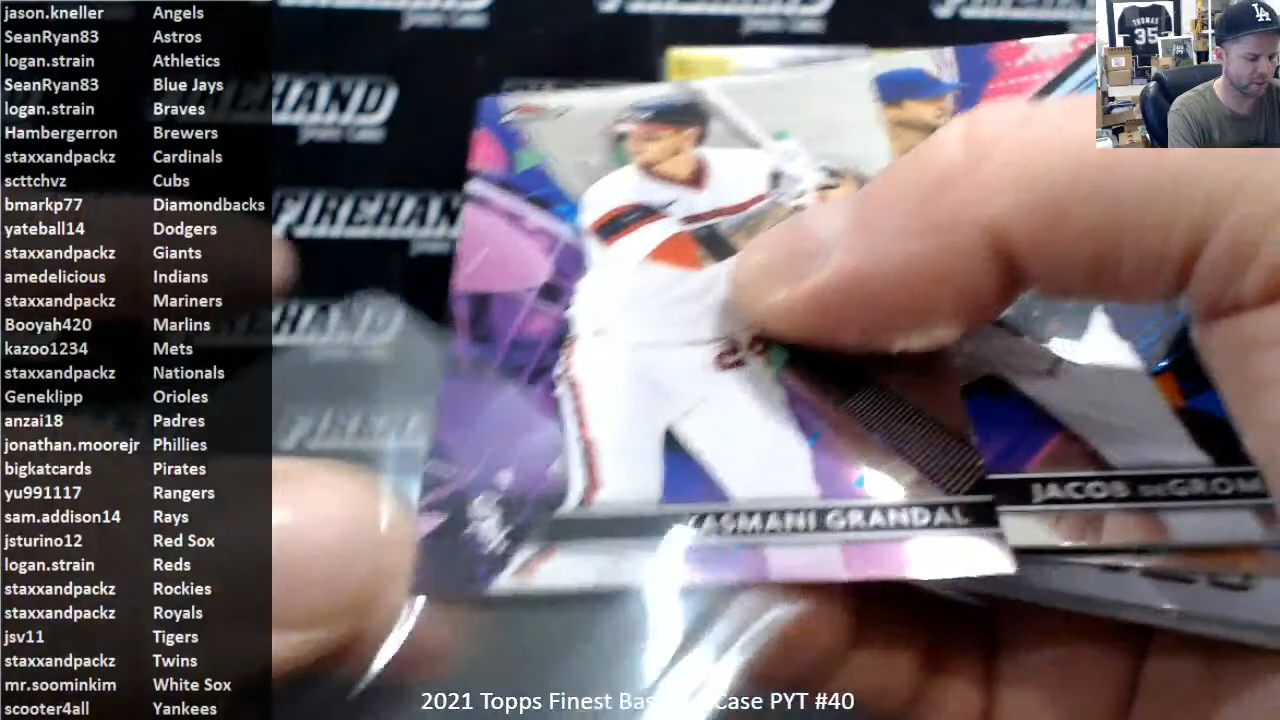 jason.kneller Angels
SeanRyan83 Astros
logan.strain Athletics
SeanRyan83 Blue Jays
logan.strain Braves
Hambergerron Brewers
staxxandpackz Cardinals
scttchvz Cubs
bmarkp77 Diamondbacks
yateball14 Dodgers
staxxandpackz Giants
amedelicious Indians
staxxandpackz Mariners
Booyah420 Marlins
kazoo1234 Mets
staxxandpackz Nationals
Geneklipp Orioles
anzai18 Padres
jonathan.moorejr Phillies
bigkatcards Pirates
yu991117 Rangers
sam.addison14 Rays
jsturino12 Red Sox
logan.strain Reds
staxxandpackz Rockies
staxxandpackz Royals
jsv11 Tigers
staxxandpackz Twins
mr.soominkim White Sox
scooter4all Yankees
FIREHAND
THOMAS
35
LA
YASMANI GRANDAL
JACOB DEGROM
2021 Topps Finest Case PYT #40